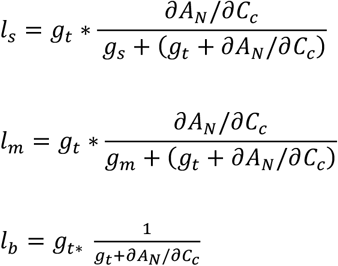 l_s = g_t * ∂A_N/∂C_c / g_s + (g_t + ∂A_N/∂C_c)
l_m = g_t * ∂A_N/∂C_c / g_m + (g_t + ∂A_N/∂C_c)
l_b = g_t* 1 / g_t+∂A_N/∂C_c